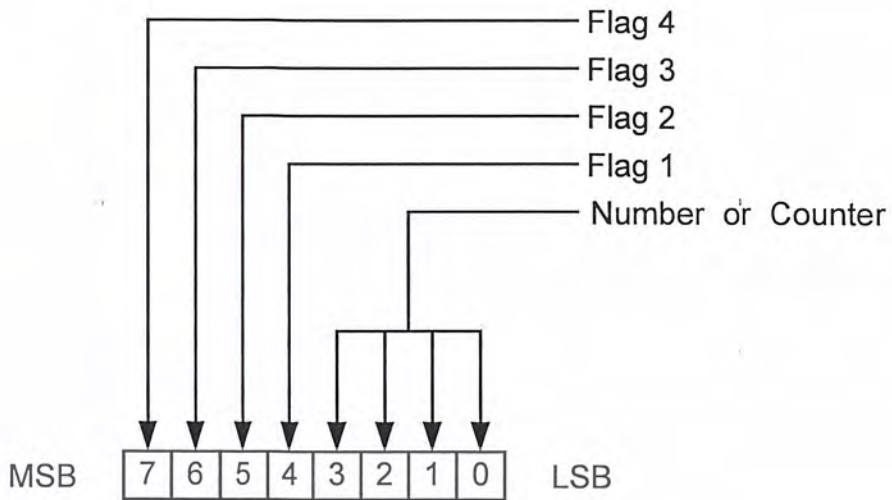 Flag 4
Flag 3
Flag 2
Flag 1
Number or Counter
MSB 7 6 5 4 3 2 1 0 LSB